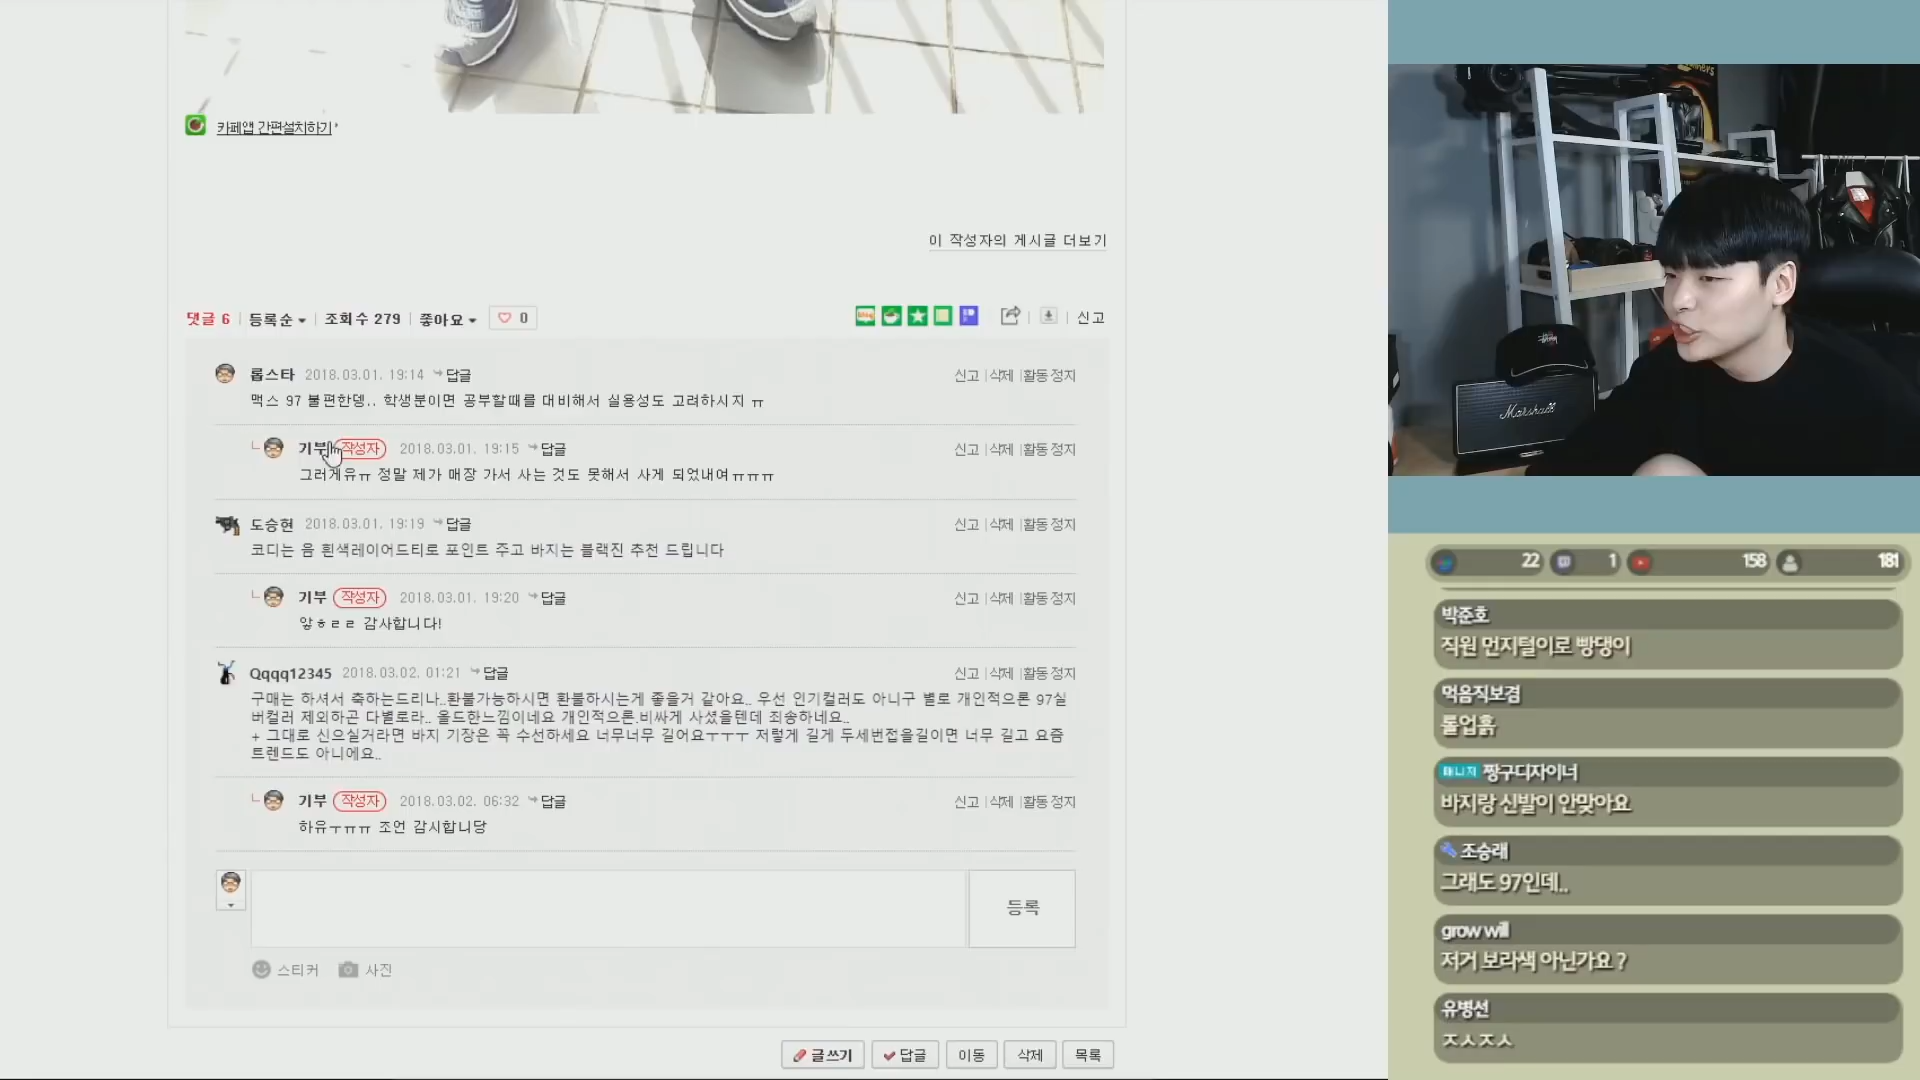 카페앱 간편설치하기
이 작성자의 게시글 더보기
댓글 6 등록순 조회수 279 좋아요 0
신고
롭스타 2018.03.01. 19:14 답글
신고 삭제 활동정지
맥스 97 불편한뎅.. 학생분이면 공부할때를 대비해서 실용성도 고려하시지 ㅠ
기부 작성자 2018.03.01. 19:15 답글
신고 삭제 활동정지
그러게유ㅠ 정말 제가 매장 가서 사는 것도 못해서 사게 되었내여ㅠㅠㅠ
도승현 2018.03.01. 19:19 답글
신고 삭제 활동정지
코디는 음 흰색레이어드티로 포인트 주고 바지는 블랙진 추천 드립니다
기부 작성자 2018.03.01. 19:20 답글
신고 삭제 활동정지
앟ㅎㄹㄹ 감사합니다!
Qqqq12345 2018.03.02. 01:21 답글
신고 삭제 활동정지
구매는 하셔서 축하는드리나..환불가능하시면 환불하시는게 좋을거 같아요.. 우선 인기컬러도 아니구 별로 개인적으론 97실
버컬러 제외하곤 다별로라.. 올드한느낌이네요 개인적으론.비싸게 사셨을텐데 죄송하네요..
+ 그대로 신으실거라면 바지 기장은 꼭 수선하세요 너무너무 길어요ㅜㅜㅜ 저렇게 길게 두세번접을길이면 너무 길고 요즘
트렌드도 아니에요..
기부 작성자 2018.03.02. 06:32 답글
신고 삭제 활동정지
하유ㅜㅠㅠ 조언 감시합니당
등록
스티커 사진
글쓰기 답글 이동 삭제 목록
Marshall
22 1 158 181
박준호
직원 먼지털이로 빵댕이
먹음직보겸
롤업흙
매니저 짱구디자이너
바지랑 신발이 안맞아요
조승래
그래도 97인데..
grow will
저거 보라색 아닌가요 ?
유병선
ㅈㅅㅈㅅ